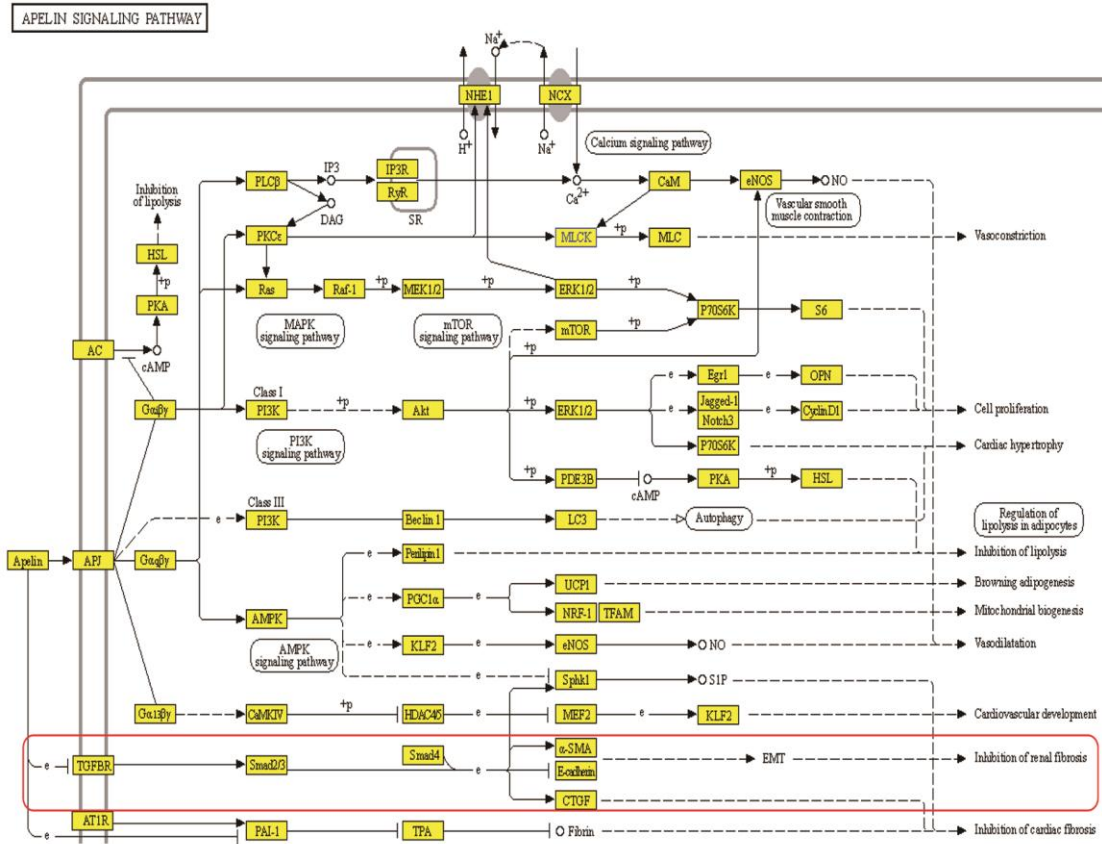 APELIN SIGNALING PATHWAY
Na+
NHE1
NCX
H+
Na+
Calcium signaling pathway
Inhibition
of lipolysis
PLCβ
IP3
IP3R
RyR
SR
DAG
Ca2+
CaM
eNOS
NO
Vascular smooth
muscle contraction
HSL
+p
PKA
cAMP
AC
PKCε
MLCK
+p
MLC
Vasoconstriction
Ras
Raf-1
+p
MEK1/2
+p
ERK1/2
+p
P70S6K
S6
MAPK
signaling pathway
mTOR
signaling pathway
mTOR
+p
+p
Gαiβγ
Class I
PI3K
+p
Akt
+p
ERK1/2
e
Egr1
e
OPN
e
Jagged-1
Notch3
e
CyclinD1
Cell proliferation
e
P70S6K
Cardiac hypertrophy
PI3K
signaling pathway
+p
PDE3B
cAMP
PKA
+p
HSL
Class III
e
PI3K
Beclin 1
LC3
Autophagy
Regulation of
lipolysis in adipocytes
Apelin
APJ
Gαqβγ
e
Perilipin1
Inhibition of lipolysis
AMPK
e
PGC1α
e
UCP1
Browning adipogenesis
NRF-1
TFAM
Mitochondrial biogenesis
AMPK
signaling pathway
e
KLF2
e
eNOS
NO
Vasodilatation
e
Sphk1
S1P
Gα13βγ
CaMKIV
+p
HDAC4/5
e
MEF2
e
KLF2
Cardiovascular development
e
TGFBR
Smad2/3
Smad4
e
α-SMA
E-cadherin
EMT
Inhibition of renal fibrosis
CTGF
AT1R
e
PAI-1
TPA
Fibrin
Inhibition of cardiac fibrosis